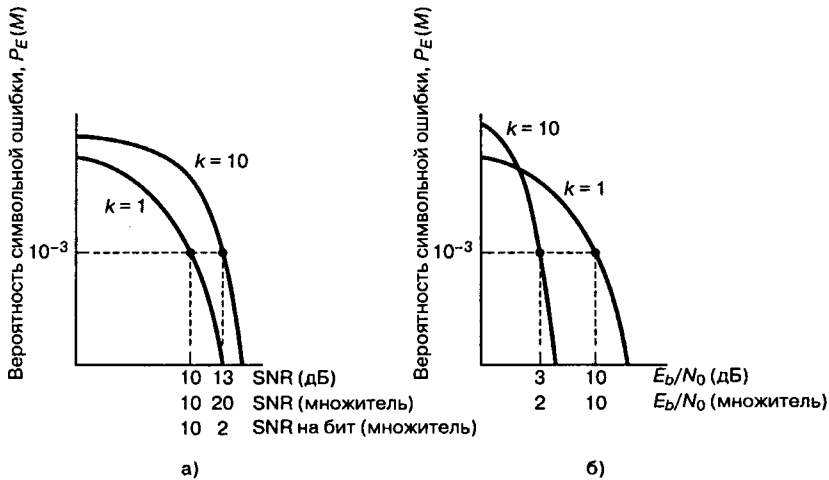 Вероятность символьной ошибки, P_E(M)
k = 10
k = 1
10⁻³
10 13 SNR (дБ)
10 20 SNR (множитель)
10 2 SNR на бит (множитель)
а)
Вероятность символьной ошибки, P_E(M)
k = 10
k = 1
10⁻³
3 10 E_b/N_0 (дБ)
2 10 E_b/N_0 (множитель)
б)